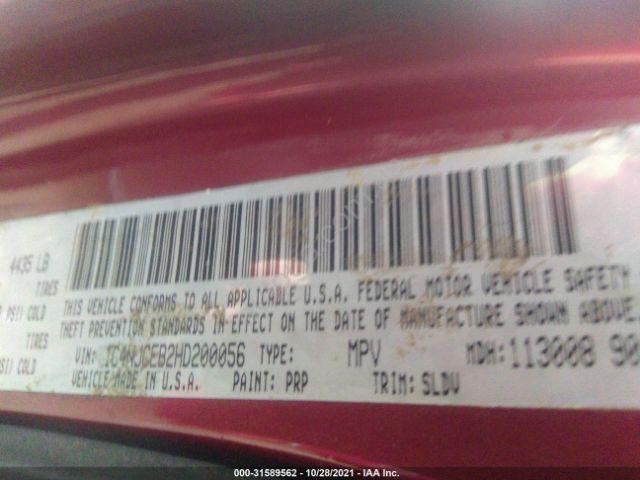 4435 LB
TIRES
PSI) COLD
TIRES
PSI) COLD
THIS VEHICLE CONFORMS TO ALL APPLICABLE U.S.A. FEDERAL MOTOR VEHICLE SAFETY
THEFT PREVENTION STANDARDS IN EFFECT ON THE DATE OF MANUFACTURE SHOWN ABOVE.
VIN: 1C4NJCEB2HD200056 TYPE: MPV MDH: 113008 90
VEHICLE MADE IN U.S.A. PAINT: PRP TRIM: SLDV
000-31589562 | 10/28/2021 | IAA Inc.